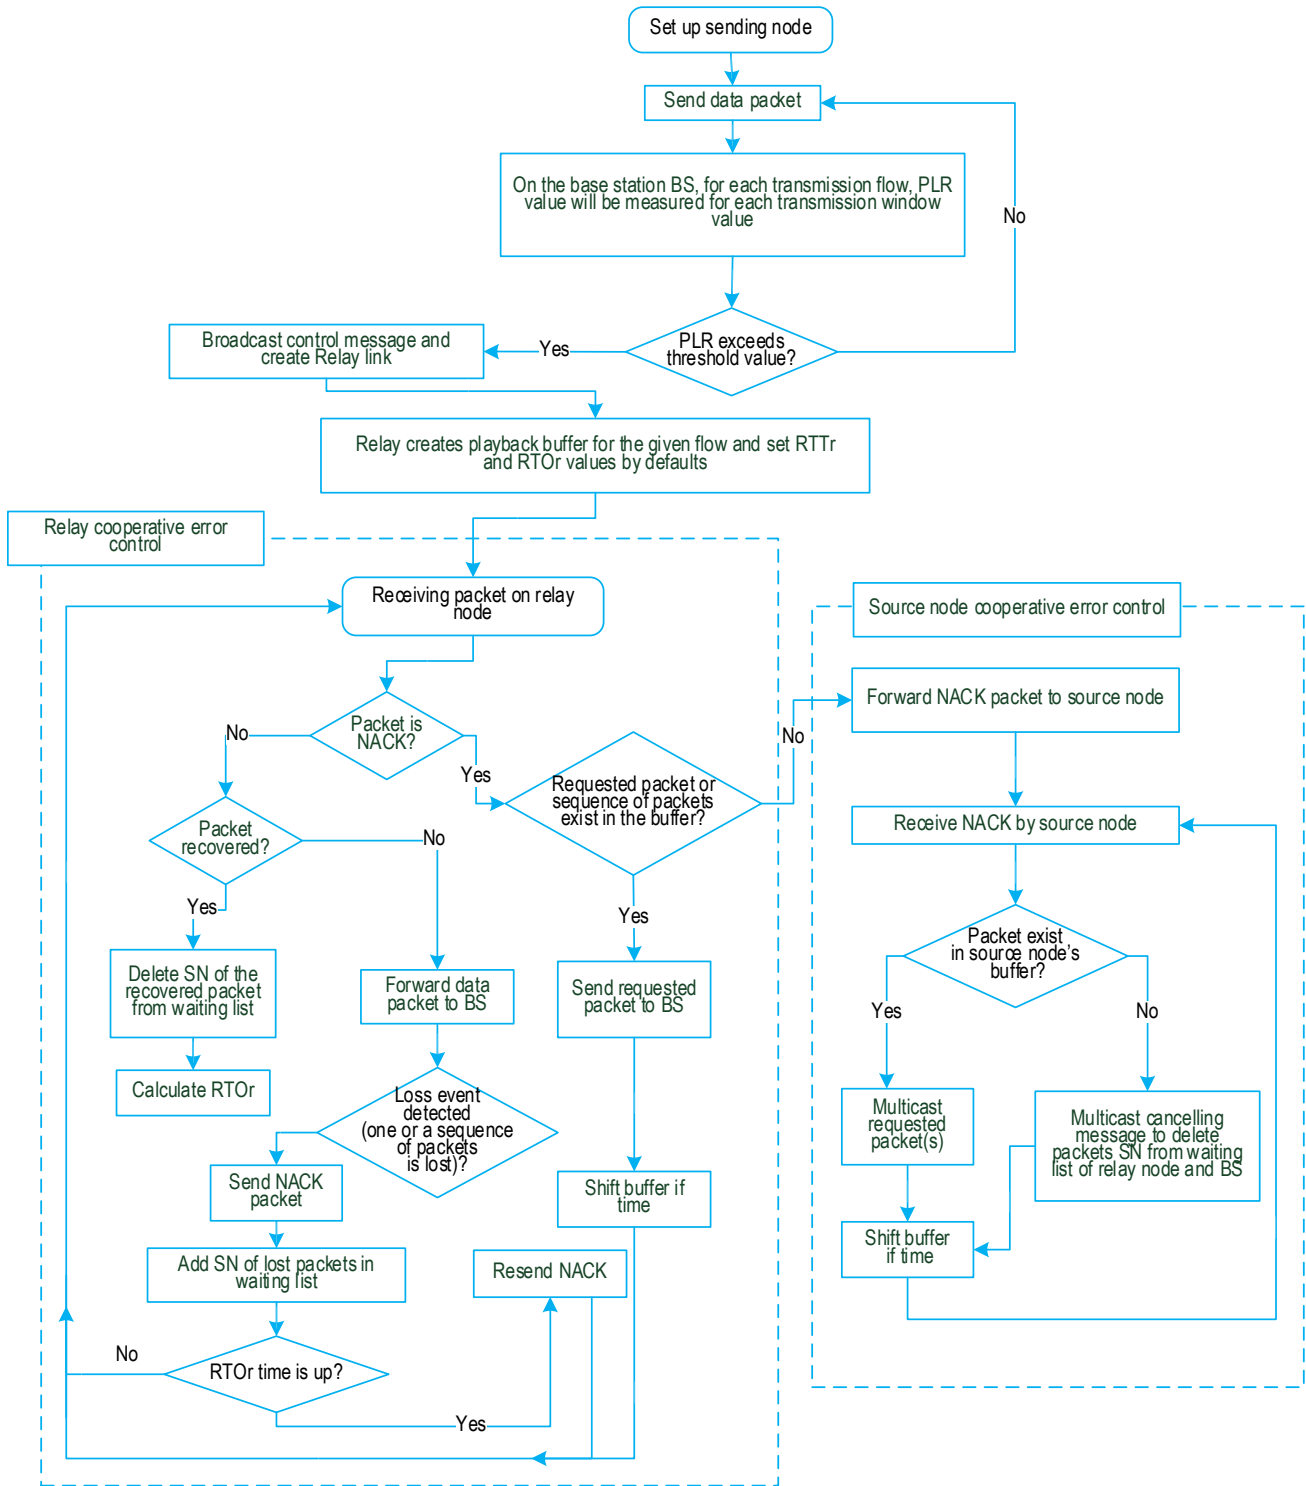 Set up sending node
Send data packet
On the base station BS, for each transmission flow, PLR
value will be measured for each transmission window
value
No
PLR exceeds
threshold value?
Yes
Broadcast control message and
create Relay link
Relay creates playback buffer for the given flow and set RTTr
and RTOr values by defaults
Relay cooperative error
control
Receiving packet on relay
node
Source node cooperative error control
Forward NACK packet to source node
Packet is
NACK?
No
Yes
No
Requested packet or
sequence of packets
exist in the buffer?
Receive NACK by source node
Packet
recovered?
No
Yes
Yes
Packet exist
in source node's
buffer?
Delete SN of the
recovered packet
from waiting list
Forward data
packet to BS
Send requested
packet to BS
Yes
No
Calculate RTOr
Loss event
detected
(one or a sequence
of packets
is lost)?
Multicast
requested
packet(s)
Multicast cancelling
message to delete
packets SN from waiting
list of relay node and BS
Send NACK
packet
Shift buffer if
time
Shift buffer
if time
Add SN of lost packets in
waiting list
Resend NACK
No
RTOr time is up?
Yes